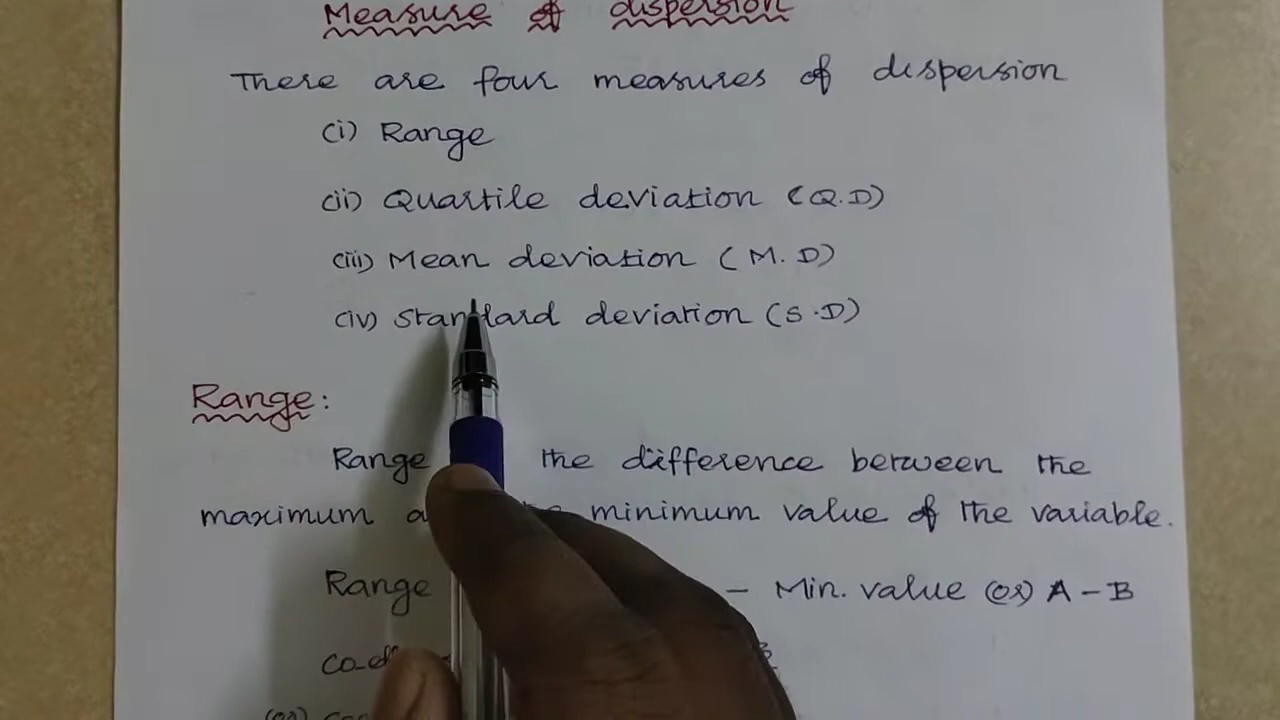 Measure of dispersion
There are four measures of dispersion
(i) Range
(ii) Quartile deviation (Q.D)
(iii) Mean deviation (M.D)
(iv) Standard deviation (S.D)
Range:
Range the difference between the
maximum minimum value of the variable.
Range - Min. value (or) A - B
(or)